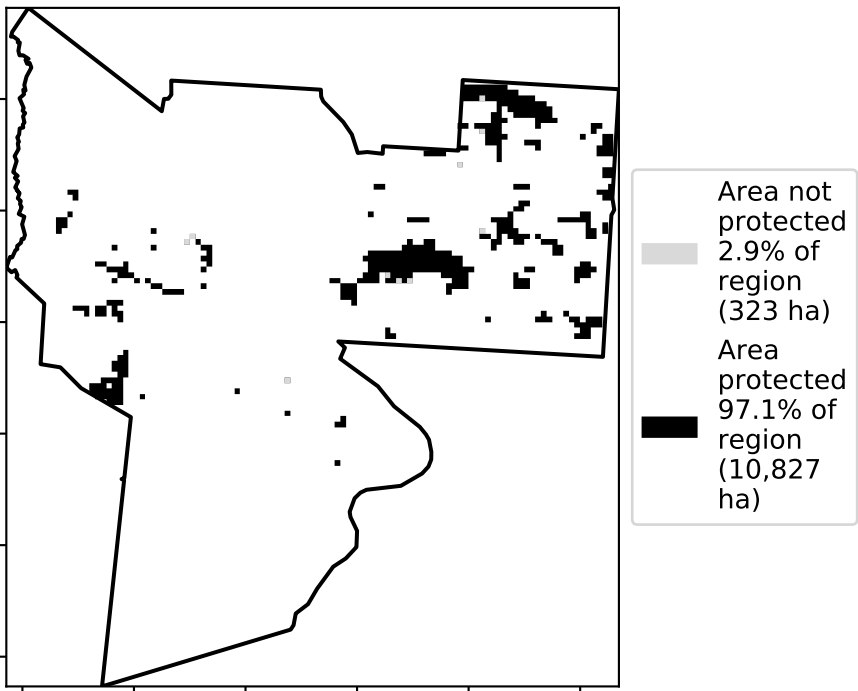 Area not
protected
2.9% of
region
(323 ha)
Area
protected
97.1% of
region
(10,827
ha)